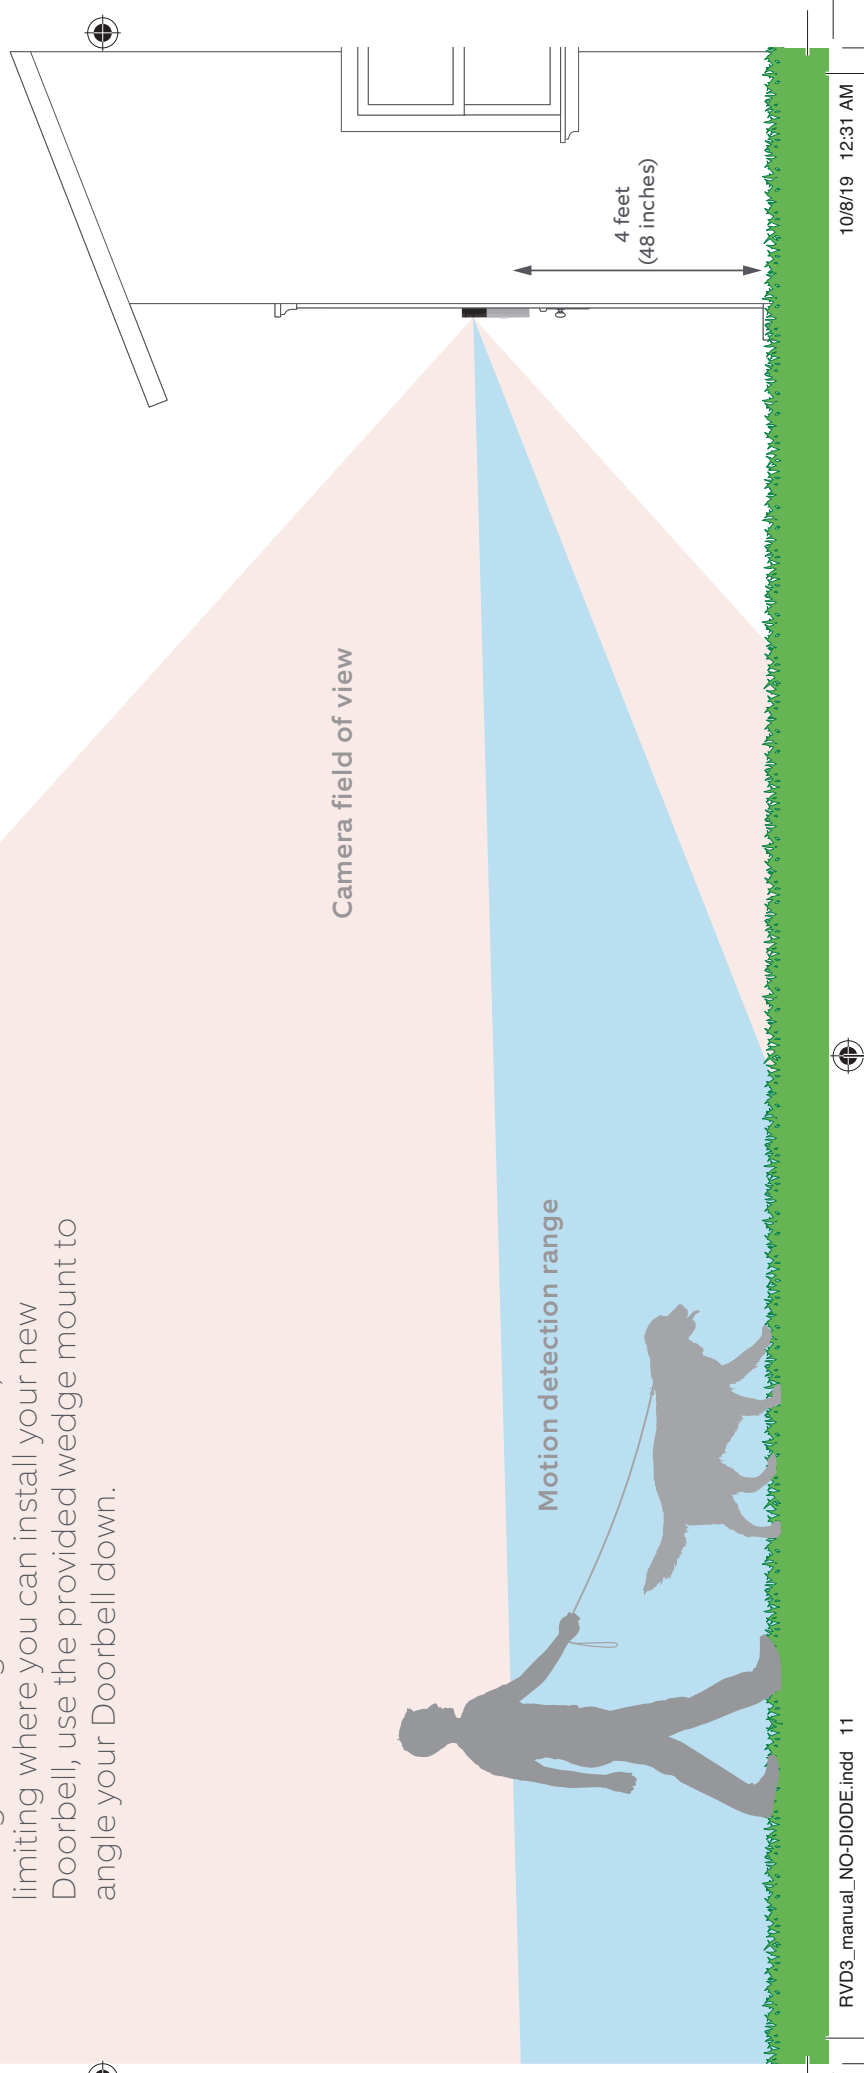 limiting where you can install your new
Doorbell, use the provided wedge mount to
angle your Doorbell down.
Camera field of view
Motion detection range
4 feet
(48 inches)
RVD3_manual_NO-DIODE.indd 11
10/8/19 12:31 AM